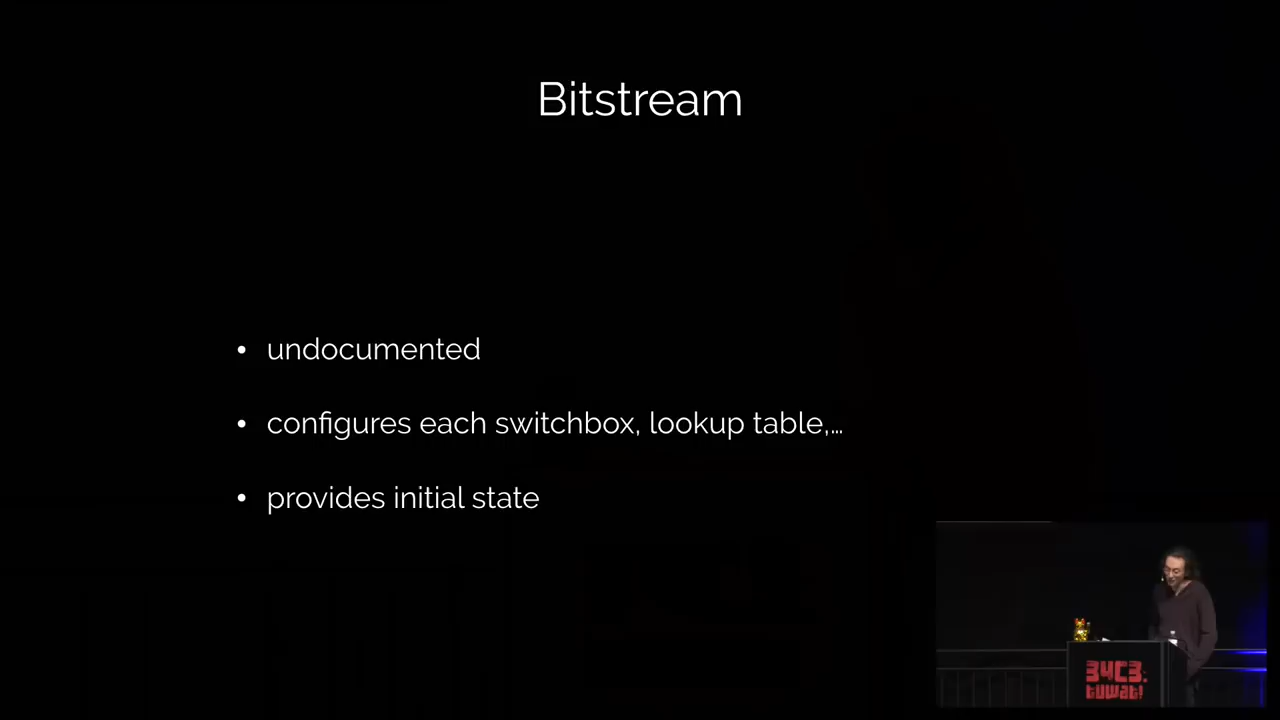 Bitstream
• undocumented
• configures each switchbox, lookup table,…
• provides initial state
34C3.
tuwat!